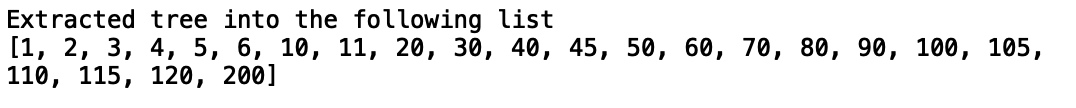 Extracted tree into the following list
[1, 2, 3, 4, 5, 6, 10, 11, 20, 30, 40, 45, 50, 60, 70, 80, 90, 100, 105,
110, 115, 120, 200]